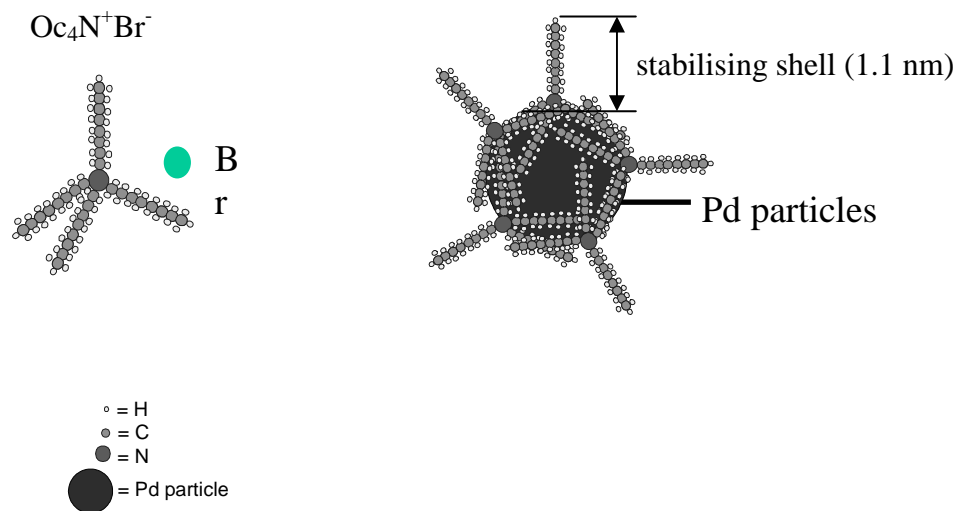 Oc₄N⁺Br⁻
B
r
stabilising shell (1.1 nm)
Pd particles
= H
= C
= N
= Pd particle